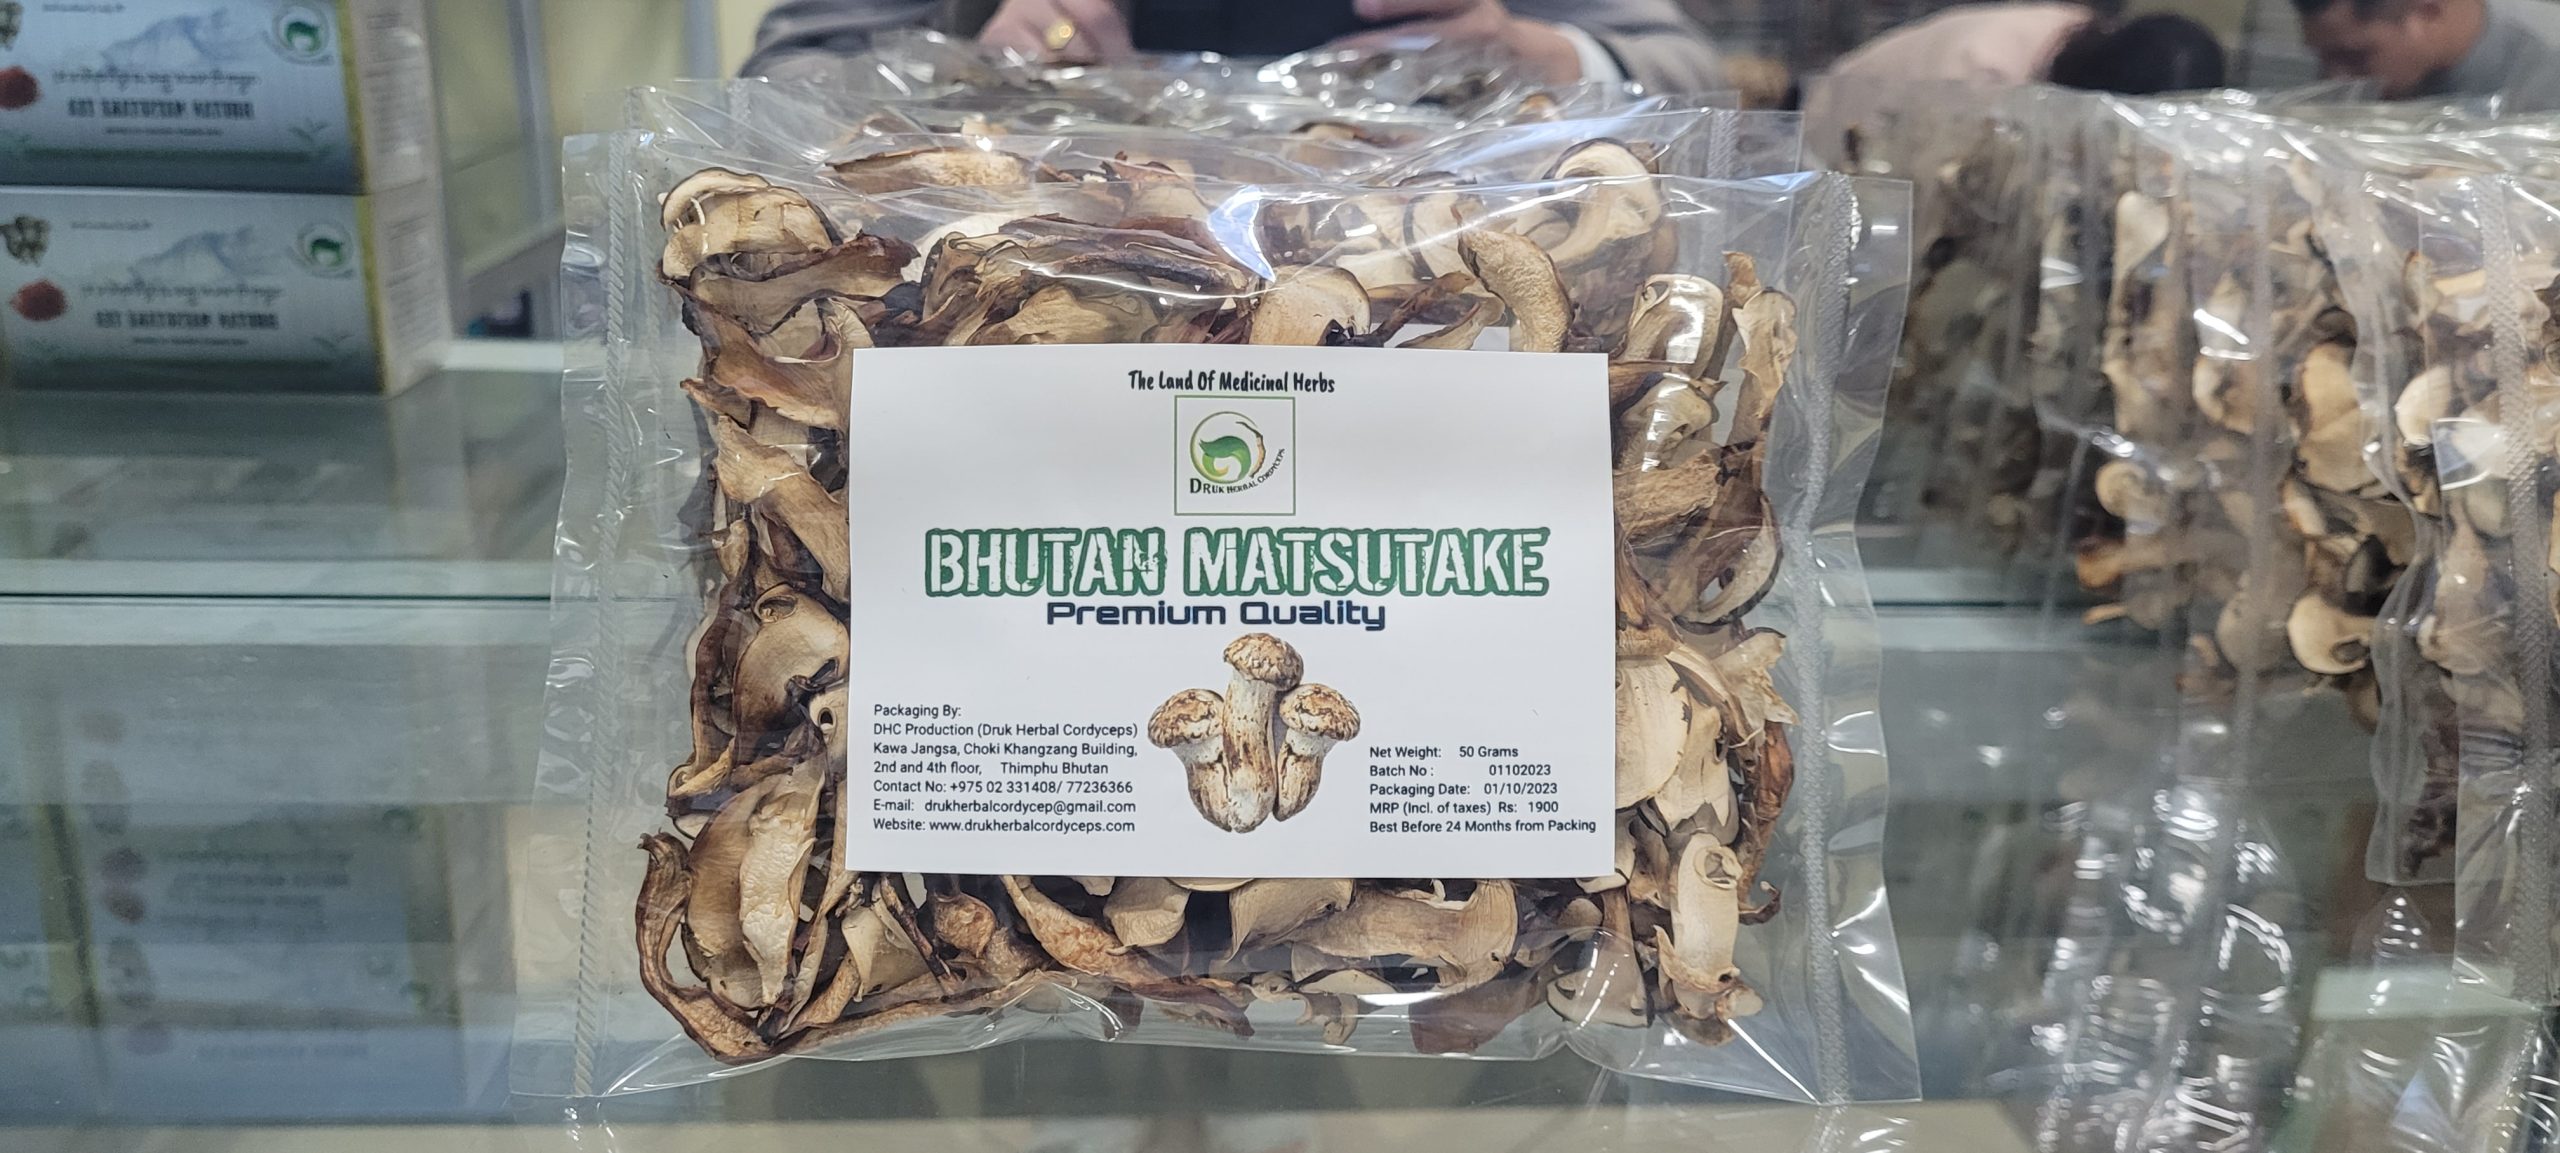 The Land Of Medicinal Herbs
DRUK HERBAL CORDYCEPS
BHUTAN MATSUTAKE
Premium Quality
Packaging By:
DHC Production (Druk Herbal Cordyceps)
Kawa Jangsa, Choki Khangzang Building,
2nd and 4th floor, Thimphu Bhutan
Contact No: +975 02 331408/ 77236366
E-mail: drukherbalcordycep@gmail.com
Website: www.drukherbalcordyceps.com
Net Weight: 50 Grams
Batch No : 01102023
Packaging Date: 01/10/2023
MRP (Incl. of taxes) Rs: 1900
Best Before 24 Months from Packing